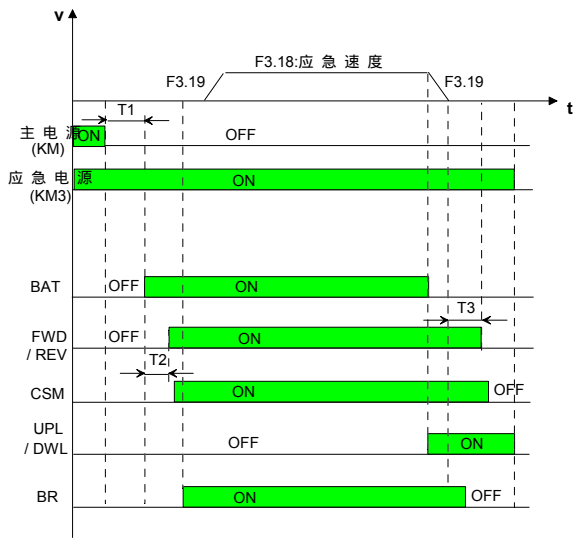 v
F3.18:应 急 速 度
F3.19
F3.19
t
T1
主 电 源
(KM)
ON
OFF
应 急 电 源
(KM3)
ON
BAT
OFF
ON
T3
FWD
/ REV
OFF
ON
T2
CSM
ON
OFF
UPL
/ DWL
OFF
ON
BR
ON
OFF